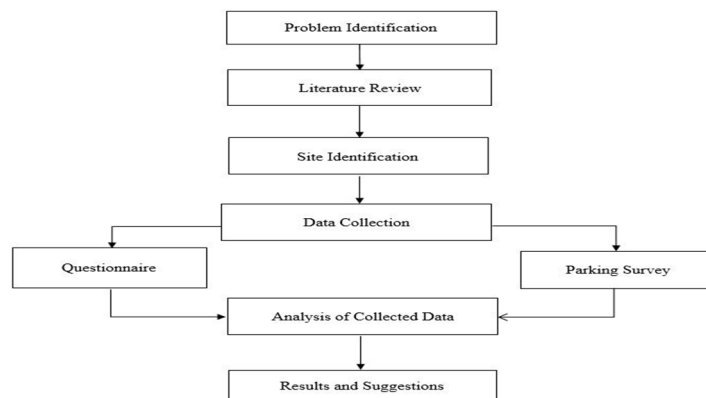 Problem Identification
Literature Review
Site Identification
Data Collection
Questionnaire
Parking Survey
Analysis of Collected Data
Results and Suggestions